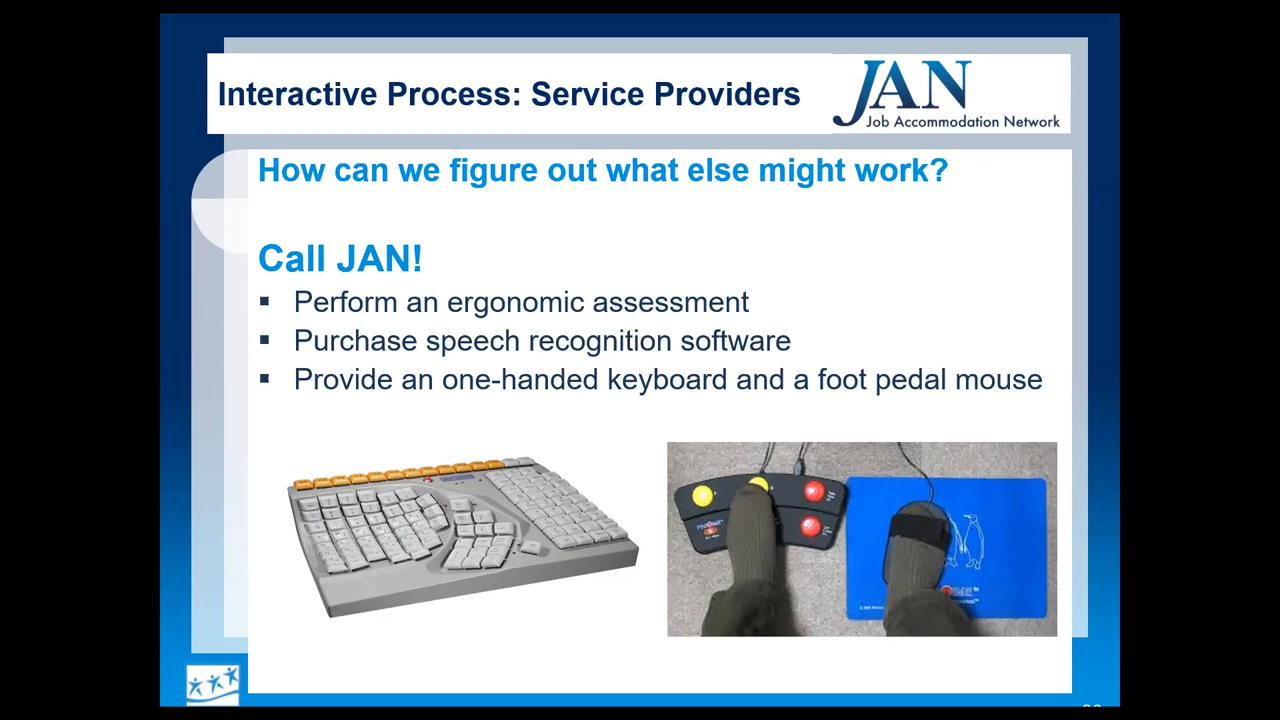 Interactive Process: Service Providers
JAN
Job Accommodation Network
How can we figure out what else might work?
Call JAN!
▪ Perform an ergonomic assessment
▪ Purchase speech recognition software
▪ Provide an one-handed keyboard and a foot pedal mouse